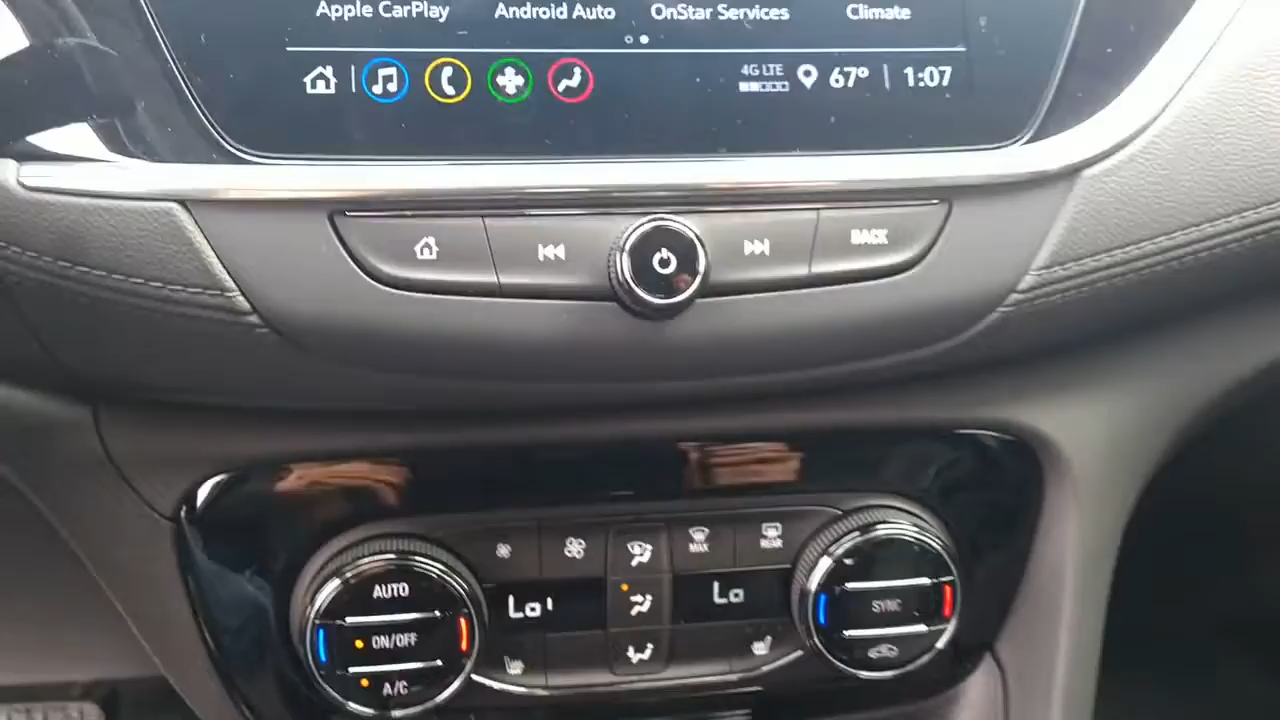 Apple CarPlay Android Auto OnStar Services Climate
4G LTE 67° 1:07
BACK
MAX REAR
AUTO
Lo Lo SYNC
ON/OFF
A/C